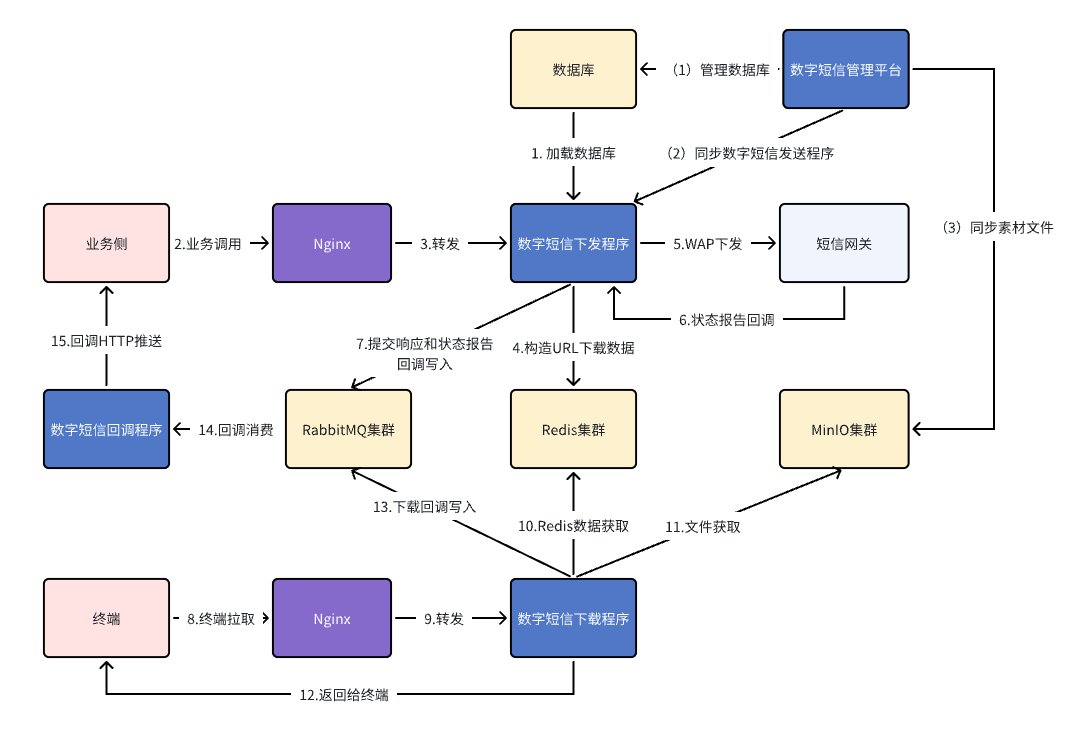 数据库
（1）管理数据库
数字短信管理平台
1. 加载数据库
（2）同步数字短信发送程序
业务侧
2.业务调用
Nginx
3.转发
数字短信下发程序
5.WAP下发
短信网关
（3）同步素材文件
6.状态报告回调
15.回调HTTP推送
7.提交响应和状态报告
回调写入
4.构造URL下载数据
数字短信回调程序
14.回调消费
RabbitMQ集群
Redis集群
MinIO集群
13.下载回调写入
10.Redis数据获取
11.文件获取
终端
8.终端拉取
Nginx
9.转发
数字短信下载程序
12.返回给终端